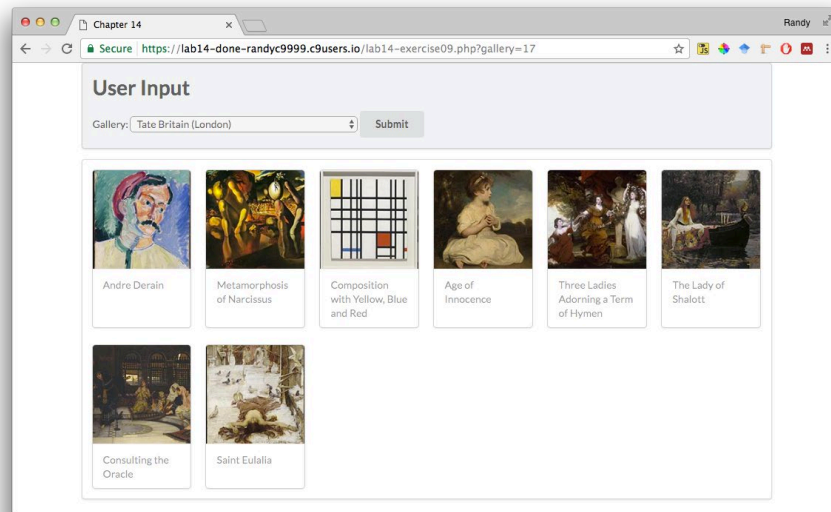 Chapter 14
Randy
Secure https://lab14-done-randyc9999.c9users.io/lab14-exercise09.php?gallery=17
User Input
Gallery: Tate Britain (London) Submit
Andre Derain
Metamorphosis
of Narcissus
Composition
with Yellow, Blue
and Red
Age of
Innocence
Three Ladies
Adorning a Term
of Hymen
The Lady of
Shalott
Consulting the
Oracle
Saint Eulalia